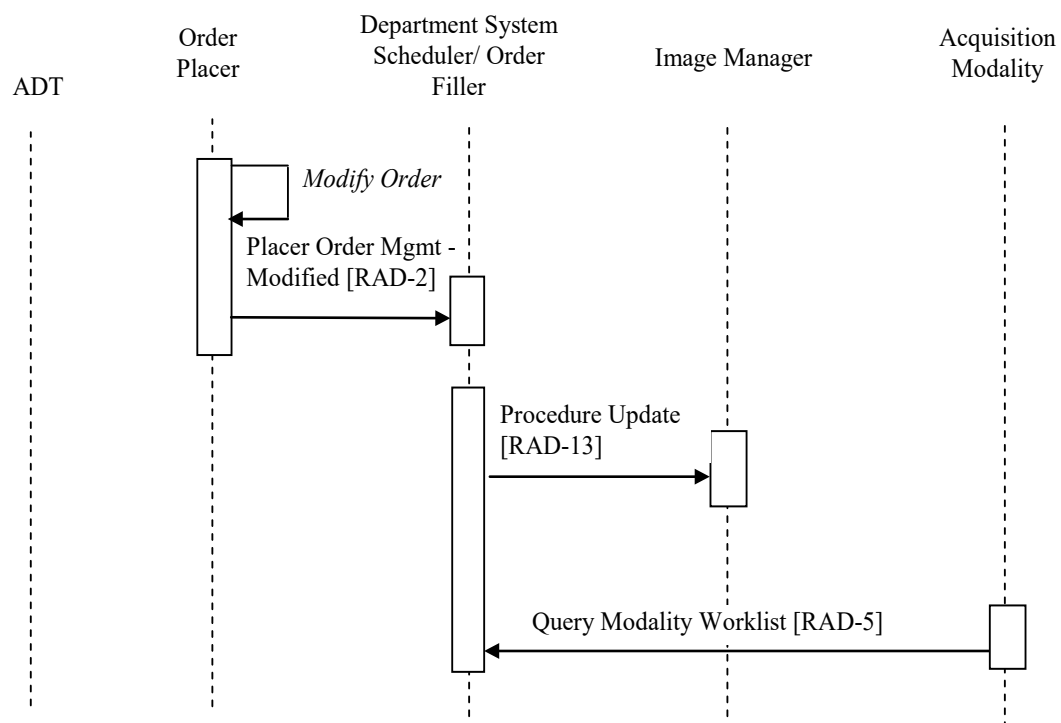 ADT
Order
Placer
Department System
Scheduler/ Order
Filler
Image Manager
Acquisition
Modality
Modify Order
Placer Order Mgmt -
Modified [RAD-2]
Procedure Update
[RAD-13]
Query Modality Worklist [RAD-5]